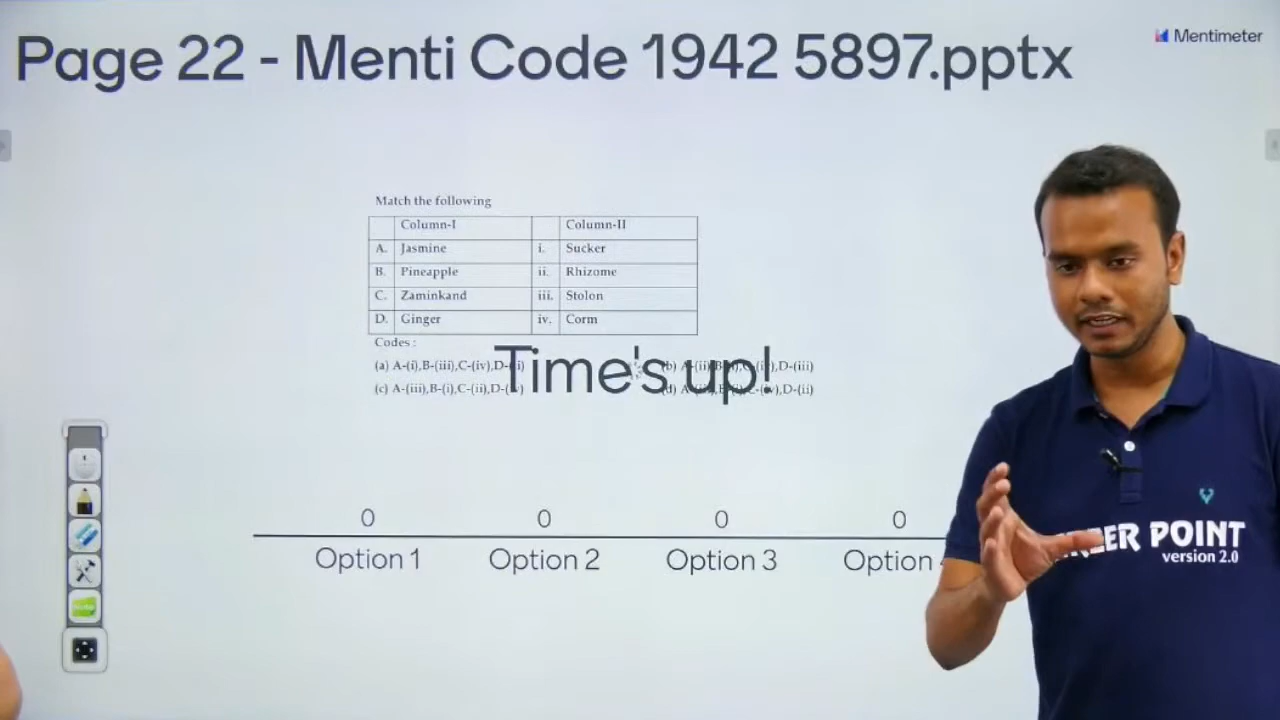 Page 22 - Menti Code 1942 5897.pptx
Mentimeter
Match the following
Column-I Column-II
A. Jasmine i. Sucker
B. Pineapple ii. Rhizome
C. Zaminkand iii. Stolon
D. Ginger iv. Corm
Codes :
(a) A-(i),B-(iii),C-(iv),D-
D-(iii)
(c) A-(iii),B-(i),C-(ii),D-
D-(ii)
Time's up!
0 0 0 0
Option 1 Option 2 Option 3 Option
POINT
version 2.0